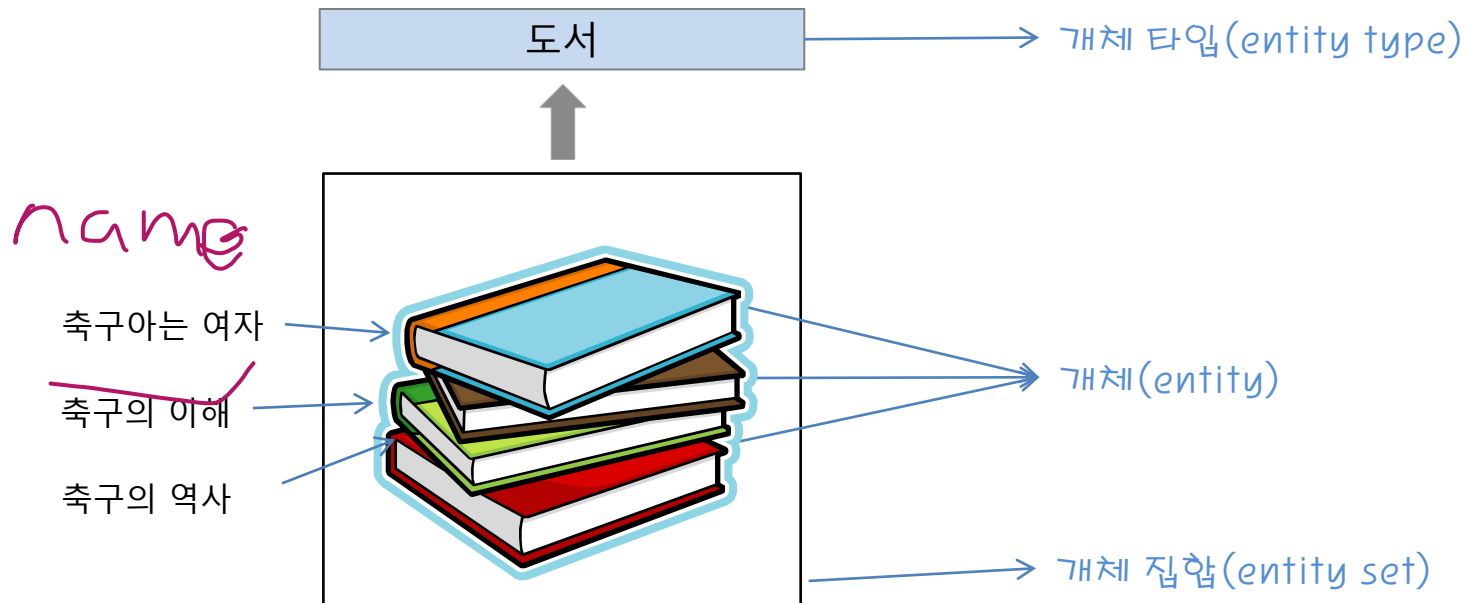 도서
개체 타입(entity type)
name
축구아는 여자
축구의 이해
개체(entity)
축구의 역사
개체 집합(entity set)